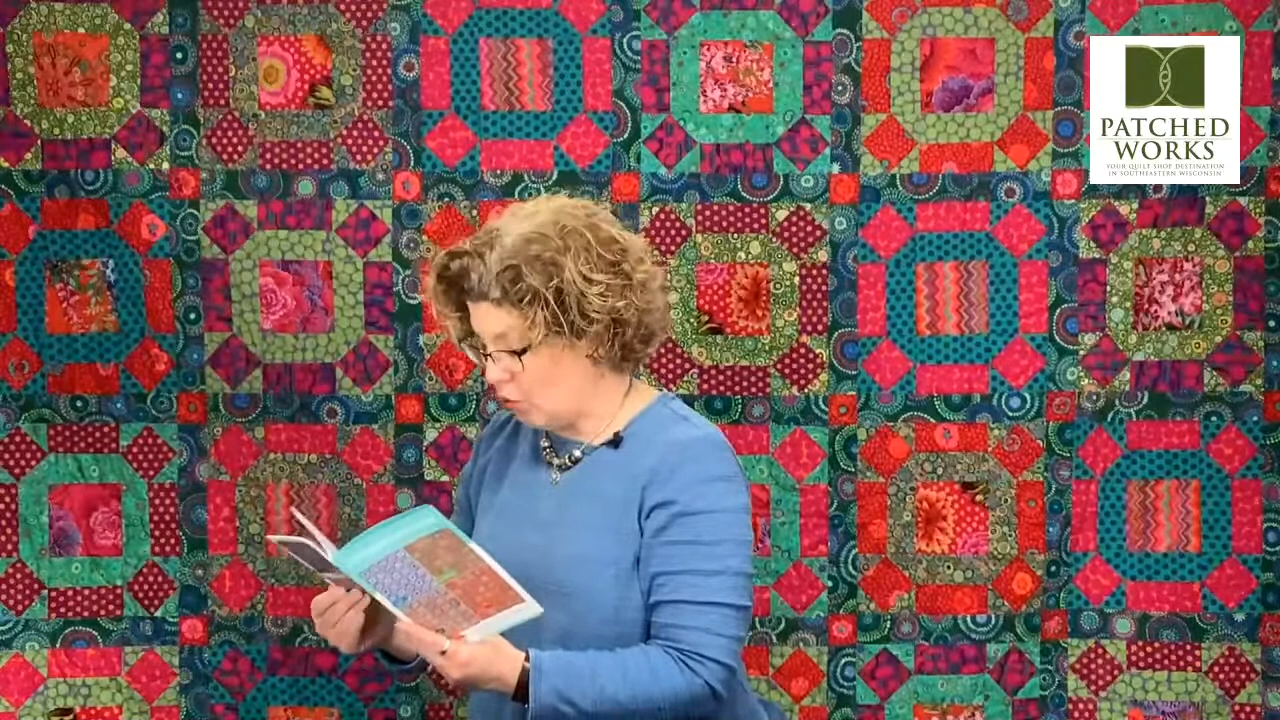 PATCHED
WORKS
YOUR QUILT SHOP DESTINATION
IN SOUTHEASTERN WISCONSIN